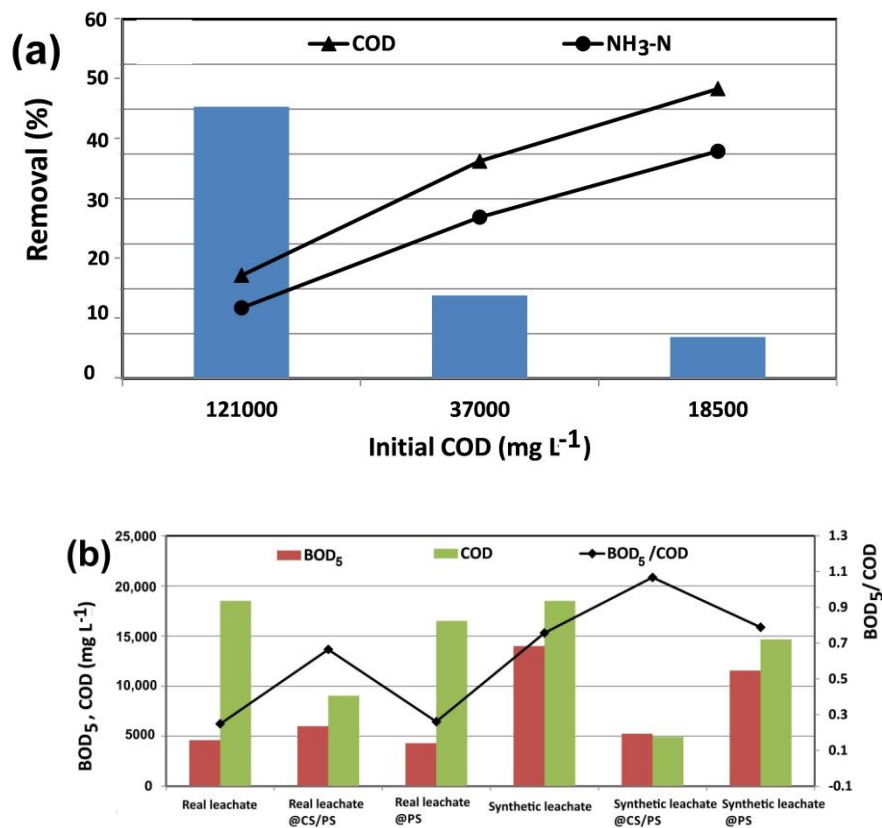 (a)
COD
NH3-N
Removal (%)
60
50
40
30
20
10
0
121000
37000
18500
Initial COD (mg L-1)
(b)
BOD5
COD
BOD5 /COD
BOD5 , COD (mg L-1)
25,000
20,000
15,000
10,000
5000
0
1.3
1.1
0.9
0.7
0.5
0.3
0.1
-0.1
BOD5/ COD
Real leachate
Real leachate @CS/PS
Real leachate @PS
Synthetic leachate
Synthetic leachate @CS/PS
Synthetic leachate @PS